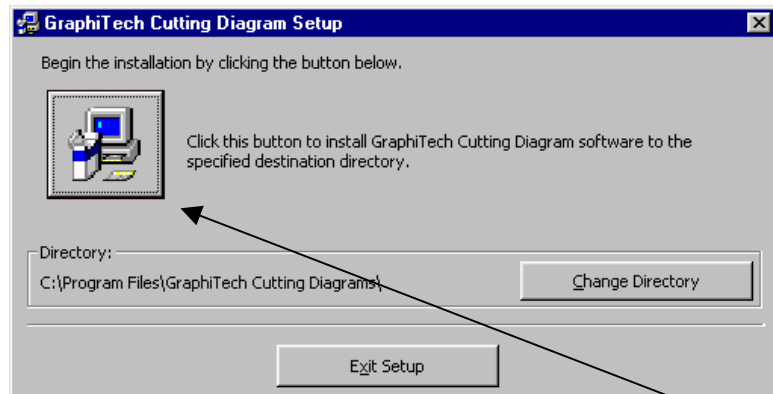 GraphiTech Cutting Diagram Setup
Begin the installation by clicking the button below.
Click this button to install GraphiTech Cutting Diagram software to the
specified destination directory.
Directory:
C:\Program Files\GraphiTech Cutting Diagrams\
Change Directory
Exit Setup